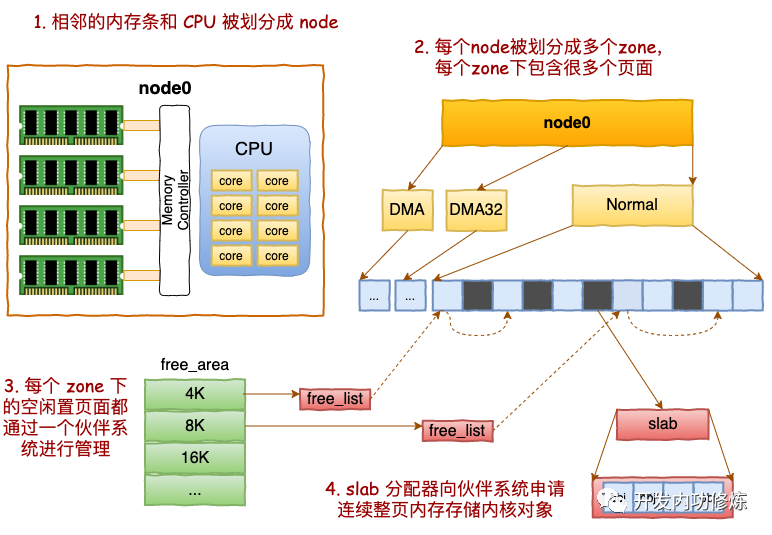 1. 相邻的内存条和 CPU 被划分成 node
node0
Memory
Controller
CPU
core
core
core
core
core
core
core
core
2. 每个node被划分成多个zone,
每个zone下包含很多个页面
node0
DMA
DMA32
Normal
...
...
3. 每个 zone 下
的空闲置页面都
通过一个伙伴系
统进行管理
free_area
4K
8K
16K
...
free_list
free_list
slab
4. slab 分配器向伙伴系统申请
连续整页内存存储内核对象
开发内功修炼